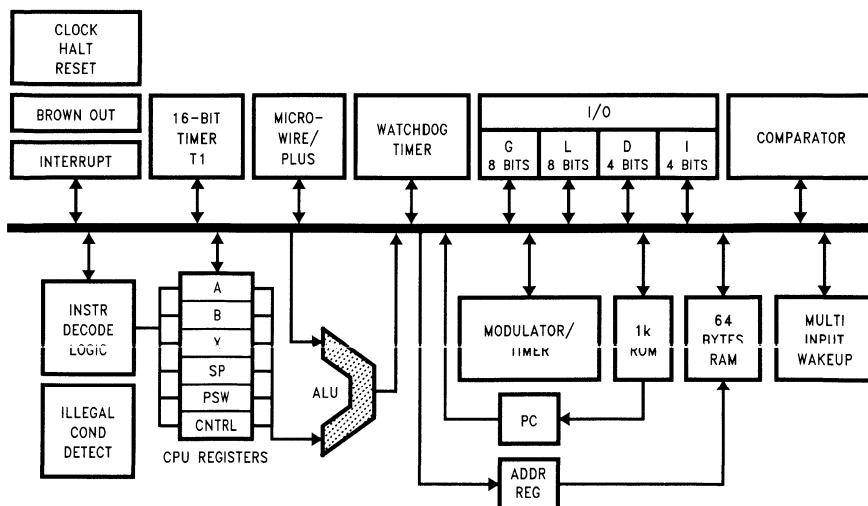 CLOCK
HALT
RESET
BROWN OUT
INTERRUPT
16-BIT
TIMER
T1
MICRO-
WIRE/
PLUS
WATCHDOG
TIMER
I/O
G
8 BITS
L
8 BITS
D
4 BITS
I
4 BITS
COMPARATOR
INSTR
DECODE
LOGIC
ILLEGAL
COND
DETECT
A
B
SP
PSW
CNTRL
CPU REGISTERS
ALU
MODULATOR/
TIMER
1k
ROM
64
BYTES
RAM
MULTI
INPUT
WAKEUP
PC
ADDR
REG